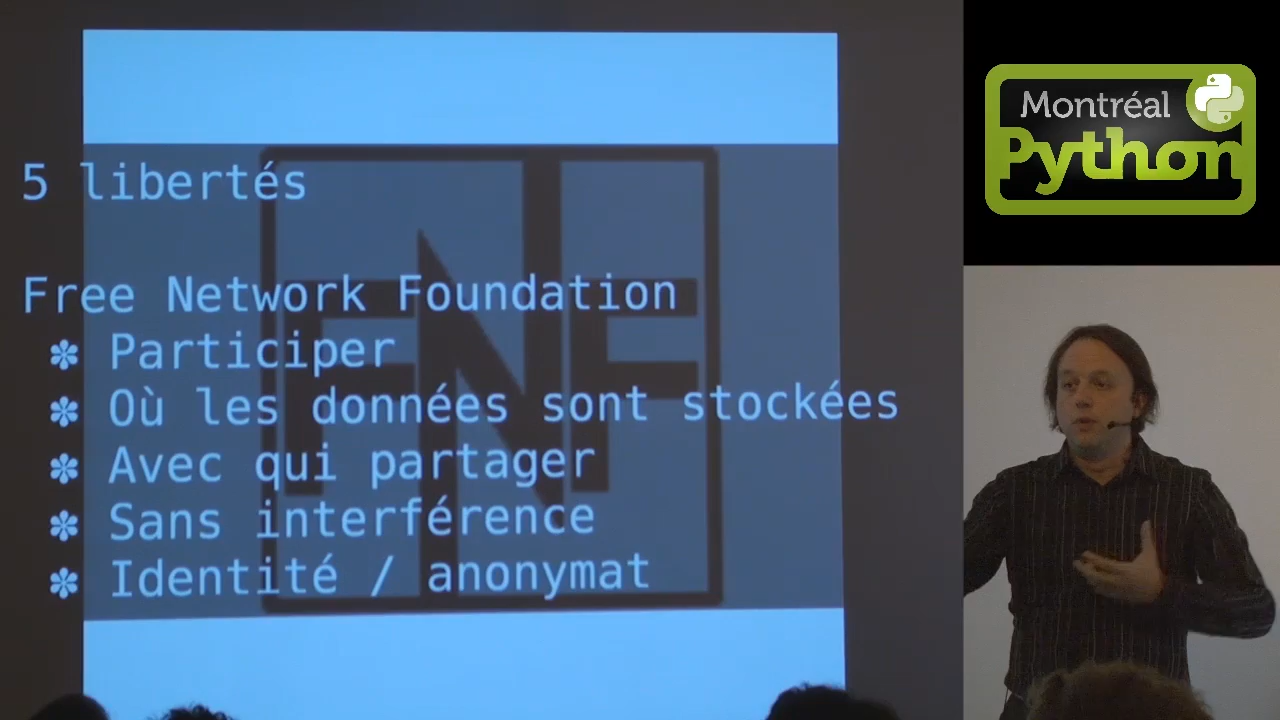 5 libertés
Free Network Foundation
✽ Participer
✽ Où les données sont stockées
✽ Avec qui partager
✽ Sans interférence
✽ Identité / anonymat
FNF
Montréal
Python